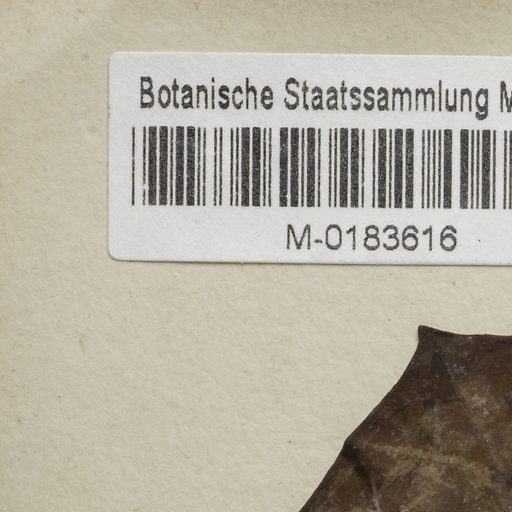 Botanische Staatssammlung M
M-0183616